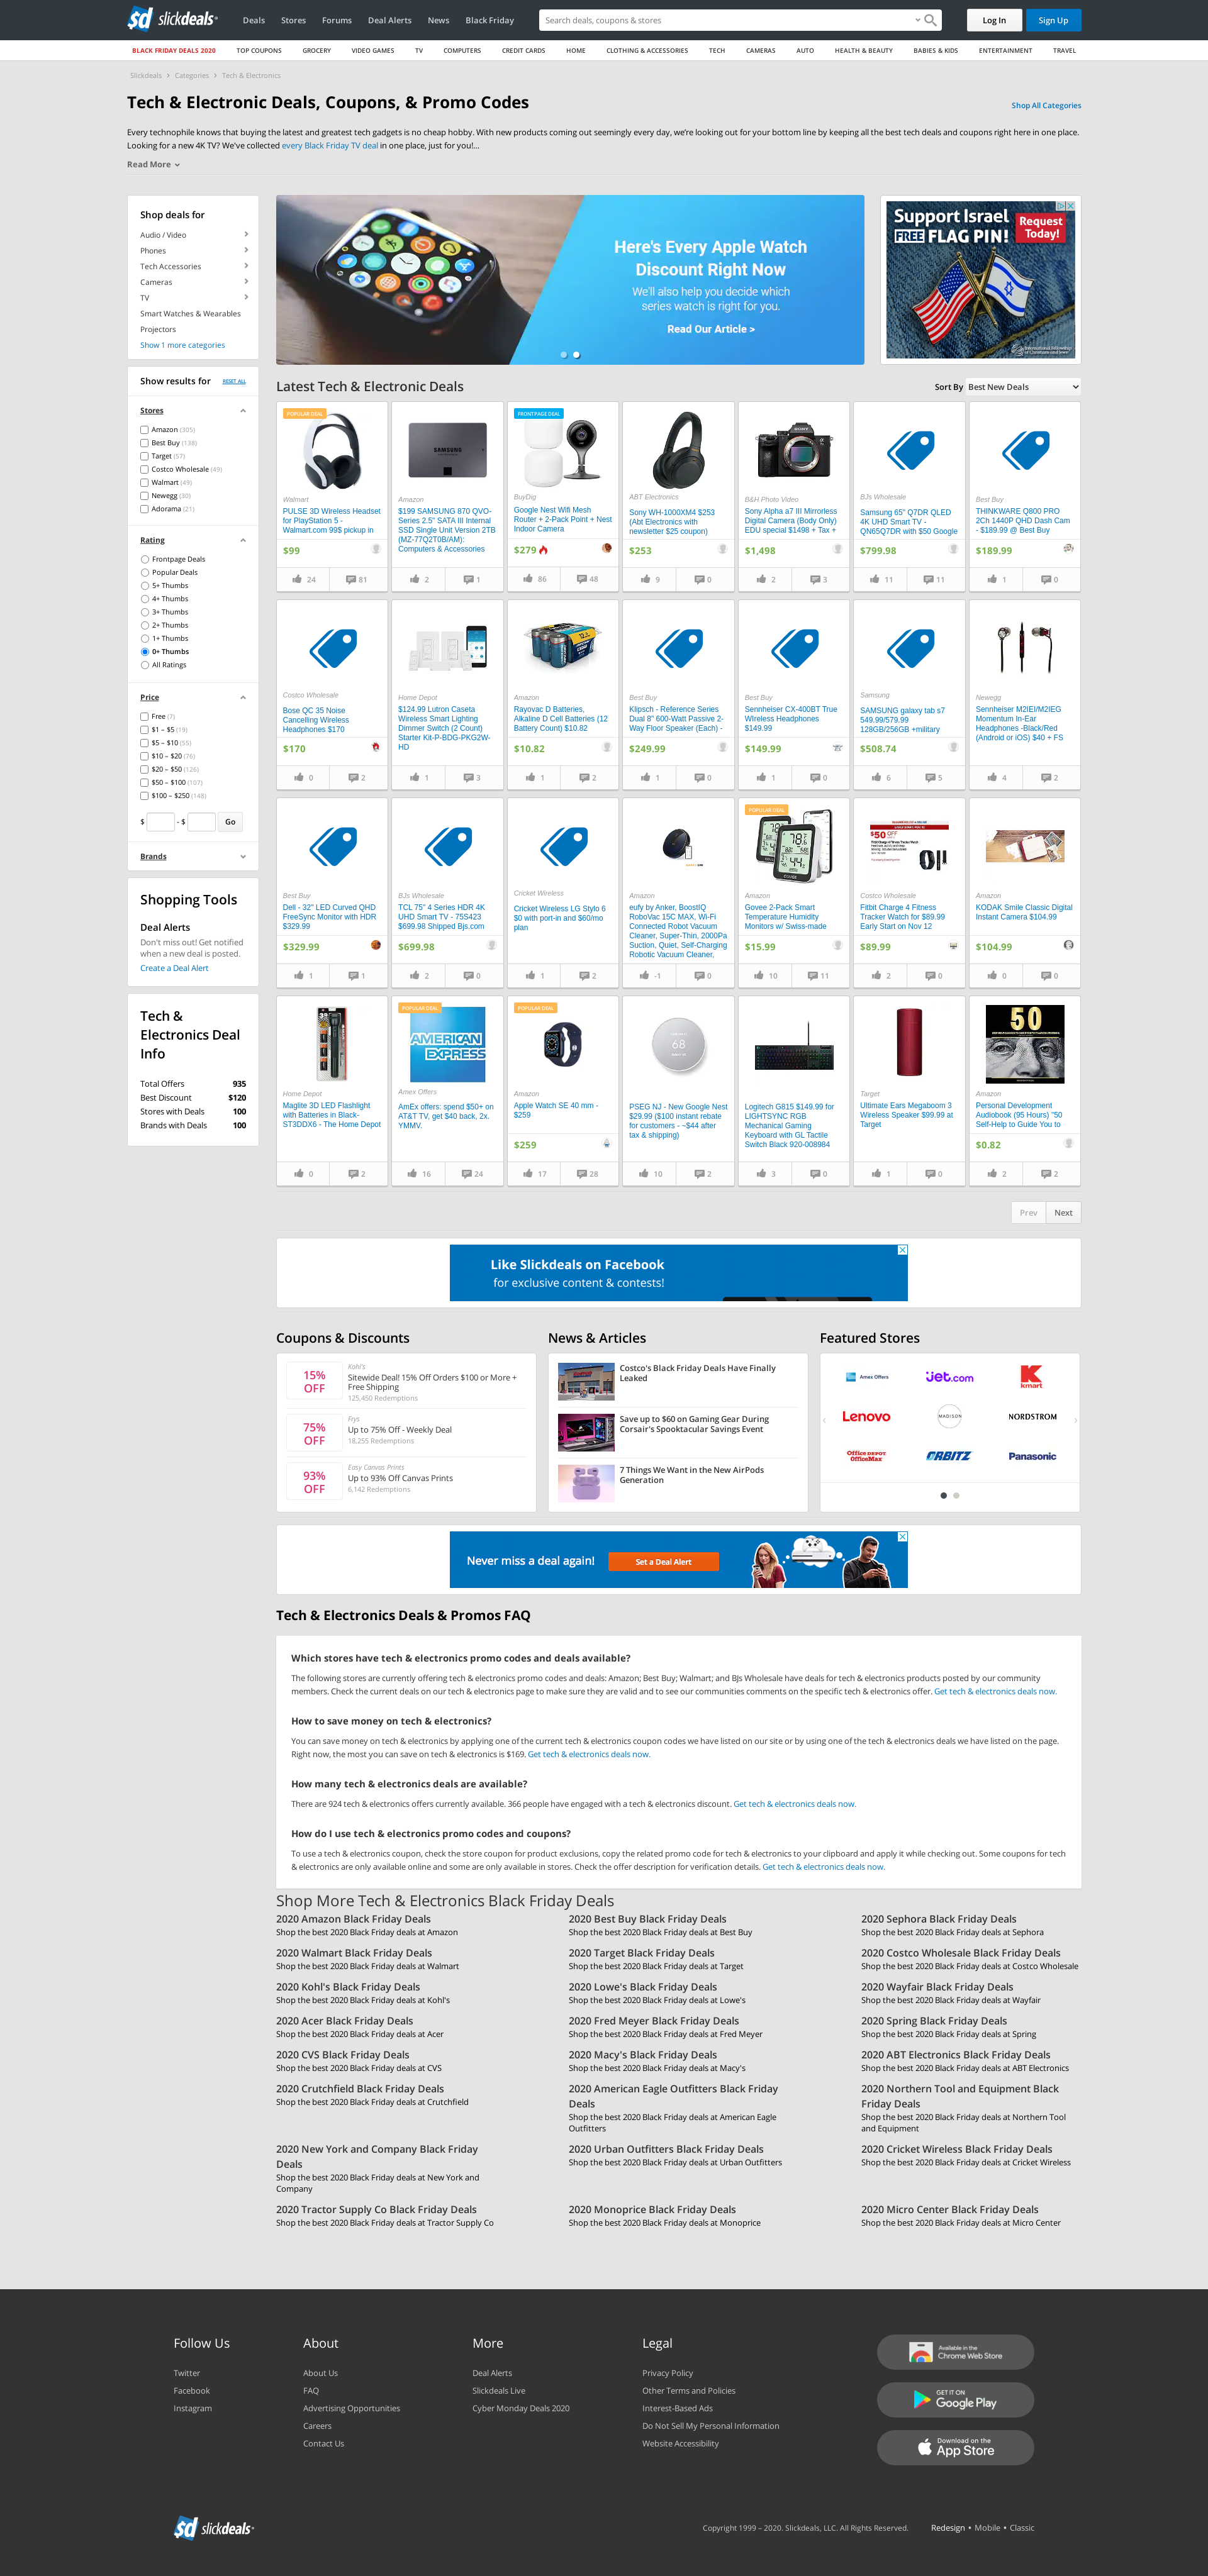 slickdeals
Deals Stores Forums Deal Alerts News Black Friday
Search deals, coupons & stores
Log In
Sign Up
BLACK FRIDAY DEALS 2020 TOP COUPONS GROCERY VIDEO GAMES TV COMPUTERS CREDIT CARDS HOME CLOTHING & ACCESSORIES TECH CAMERAS AUTO HEALTH & BEAUTY BABIES & KIDS ENTERTAINMENT TRAVEL
Slickdeals › Categories › Tech & Electronics
Tech & Electronic Deals, Coupons, & Promo Codes
Shop All Categories
Every technophile knows that buying the latest and greatest tech gadgets is no cheap hobby. With new products coming out seemingly every day, we're looking out for your bottom line by keeping all the best tech deals and coupons right here in one place.
Looking for a new 4K TV? We've collected every Black Friday TV deal in one place, just for you!...
Read More
Shop deals for
Audio / Video
Phones
Tech Accessories
Cameras
TV
Smart Watches & Wearables
Projectors
Show 1 more categories
Here's Every Apple Watch
Discount Right Now
We'll also help you decide which
series watch is right for you.
Read Our Article >
Support Israel
FREE FLAG PIN!
Request
Today!
Show results for
RESET ALL
Stores
Amazon (305)
Best Buy (138)
Target (57)
Costco Wholesale (49)
Walmart (49)
Newegg (30)
Adorama (21)
Rating
Frontpage Deals
Popular Deals
5+ Thumbs
4+ Thumbs
3+ Thumbs
2+ Thumbs
1+ Thumbs
0+ Thumbs
All Ratings
Price
Free (7)
$1 – $5 (19)
$5 – $10 (55)
$10 – $20 (76)
$20 – $50 (126)
$50 – $100 (107)
$100 – $250 (148)
$ - $ Go
Brands
Shopping Tools
Deal Alerts
Don't miss out! Get notified
when a new deal is posted.
Create a Deal Alert
Tech &
Electronics Deal
Info
Total Offers 935
Best Discount $120
Stores with Deals 100
Brands with Deals 100
Latest Tech & Electronic Deals
Sort By Best New Deals
POPULAR DEAL
Walmart
PULSE 3D Wireless Headset
for PlayStation 5 -
Walmart.com 99$ pickup in
$99
24 81
SAMSUNG
Amazon
$199 SAMSUNG 870 QVO-
Series 2.5" SATA III Internal
SSD Single Unit Version 2TB
(MZ-77Q2T0B/AM):
Computers & Accessories
2 1
FRONTPAGE DEAL
BuyDig
Google Nest Wifi Mesh
Router + 2-Pack Point + Nest
Indoor Camera
$279
86 48
ABT Electronics
Sony WH-1000XM4 $253
(Abt Electronics with
newsletter $25 coupon)
$253
9 0
SONY
B&H Photo Video
Sony Alpha a7 III Mirrorless
Digital Camera (Body Only)
EDU special $1498 + Tax +
$1,498
2 3
BJs Wholesale
Samsung 65" Q7DR QLED
4K UHD Smart TV -
QN65Q7DR with $50 Google
$799.98
11 11
Best Buy
THINKWARE Q800 PRO
2Ch 1440P QHD Dash Cam
- $189.99 @ Best Buy
$189.99
1 0
Costco Wholesale
Bose QC 35 Noise
Cancelling Wireless
Headphones $170
$170
0 2
Home Depot
$124.99 Lutron Caseta
Wireless Smart Lighting
Dimmer Switch (2 Count)
Starter Kit-P-BDG-PKG2W-
HD
1 3
Amazon
Rayovac D Batteries,
Alkaline D Cell Batteries (12
Battery Count) $10.82
$10.82
1 2
Best Buy
Klipsch - Reference Series
Dual 8" 600-Watt Passive 2-
Way Floor Speaker (Each) -
$249.99
1 0
Best Buy
Sennheiser CX-400BT True
WIreless Headphones
$149.99
$149.99
1 0
Samsung
SAMSUNG galaxy tab s7
549.99/579.99
128GB/256GB +military
$508.74
6 5
Newegg
Sennheiser M2IEI/M2IEG
Momentum In-Ear
Headphones -Black/Red
(Android or iOS) $40 + FS
4 2
Best Buy
Dell - 32" LED Curved QHD
FreeSync Monitor with HDR
$329.99
$329.99
1 1
BJs Wholesale
TCL 75" 4 Series HDR 4K
UHD Smart TV - 75S423
$699.98 Shipped Bjs.com
$699.98
2 0
Cricket Wireless
Cricket Wireless LG Stylo 6
$0 with port-in and $60/mo
plan
1 2
Amazon
eufy by Anker, BoostIQ
RoboVac 15C MAX, Wi-Fi
Connected Robot Vacuum
Cleaner, Super-Thin, 2000Pa
Suction, Quiet, Self-Charging
Robotic Vacuum Cleaner,
-1 0
POPULAR DEAL
Amazon
Govee 2-Pack Smart
Temperature Humidity
Monitors w/ Swiss-made
$15.99
10 11
$50 OFF
Costco Wholesale
Fitbit Charge 4 Fitness
Tracker Watch for $89.99
Early Start on Nov 12
$89.99
2 0
Amazon
KODAK Smile Classic Digital
Instant Camera $104.99
$104.99
0 0
Home Depot
Maglite 3D LED Flashlight
with Batteries in Black-
ST3DDX6 - The Home Depot
0 2
POPULAR DEAL
AMERICAN
EXPRESS
Amex Offers
AmEx offers: spend $50+ on
AT&T TV, get $40 back, 2x.
YMMV.
16 24
POPULAR DEAL
Amazon
Apple Watch SE 40 mm -
$259
$259
17 28
68
PSEG NJ - New Google Nest
$29.99 ($100 instant rebate
for customers - ~$44 after
tax & shipping)
10 2
Logitech G815 $149.99 for
LIGHTSYNC RGB
Mechanical Gaming
Keyboard with GL Tactile
Switch Black 920-008984
3 0
Target
Ultimate Ears Megaboom 3
Wireless Speaker $99.99 at
Target
1 0
50
Amazon
Personal Development
Audiobook (95 Hours) "50
Self-Help to Guide You to
$0.82
2 2
Prev Next
Like Slickdeals on Facebook
for exclusive content & contests!
Coupons & Discounts
15%
OFF
Kohl's
Sitewide Deal! 15% Off Orders $100 or More +
Free Shipping
125,450 Redemptions
75%
OFF
Frys
Up to 75% Off - Weekly Deal
18,255 Redemptions
93%
OFF
Easy Canvas Prints
Up to 93% Off Canvas Prints
6,142 Redemptions
News & Articles
Costco's Black Friday Deals Have Finally
Leaked
Save up to $60 on Gaming Gear During
Corsair's Spooktacular Savings Event
7 Things We Want in the New AirPods
Generation
Featured Stores
Amex Offers
Jet.com
kmart
Lenovo
MADISON
NORDSTROM
Office DEPOT
OfficeMax
ORBITZ
Panasonic
Never miss a deal again!
Set a Deal Alert
Tech & Electronics Deals & Promos FAQ
Which stores have tech & electronics promo codes and deals available?
The following stores are currently offering tech & electronics promo codes and deals: Amazon; Best Buy; Walmart; and BJs Wholesale have deals for tech & electronics products posted by our community
members. Check the current deals on our tech & electronics page to make sure they are valid and to see our communities comments on the specific tech & electronics offer. Get tech & electronics deals now.
How to save money on tech & electronics?
You can save money on tech & electronics by applying one of the current tech & electronics coupon codes we have listed on our site or by using one of the tech & electronics deals we have listed on the page.
Right now, the most you can save on tech & electronics is $169. Get tech & electronics deals now.
How many tech & electronics deals are available?
There are 924 tech & electronics offers currently available. 366 people have engaged with a tech & electronics discount. Get tech & electronics deals now.
How do I use tech & electronics promo codes and coupons?
To use a tech & electronics coupon, check the store coupon for product exclusions, copy the related promo code for tech & electronics to your clipboard and apply it while checking out. Some coupons for tech
& electronics are only available online and some are only available in stores. Check the offer description for verification details. Get tech & electronics deals now.
Shop More Tech & Electronics Black Friday Deals
2020 Amazon Black Friday Deals
Shop the best 2020 Black Friday deals at Amazon
2020 Best Buy Black Friday Deals
Shop the best 2020 Black Friday deals at Best Buy
2020 Sephora Black Friday Deals
Shop the best 2020 Black Friday deals at Sephora
2020 Walmart Black Friday Deals
Shop the best 2020 Black Friday deals at Walmart
2020 Target Black Friday Deals
Shop the best 2020 Black Friday deals at Target
2020 Costco Wholesale Black Friday Deals
Shop the best 2020 Black Friday deals at Costco Wholesale
2020 Kohl's Black Friday Deals
Shop the best 2020 Black Friday deals at Kohl's
2020 Lowe's Black Friday Deals
Shop the best 2020 Black Friday deals at Lowe's
2020 Wayfair Black Friday Deals
Shop the best 2020 Black Friday deals at Wayfair
2020 Acer Black Friday Deals
Shop the best 2020 Black Friday deals at Acer
2020 Fred Meyer Black Friday Deals
Shop the best 2020 Black Friday deals at Fred Meyer
2020 Spring Black Friday Deals
Shop the best 2020 Black Friday deals at Spring
2020 CVS Black Friday Deals
Shop the best 2020 Black Friday deals at CVS
2020 Macy's Black Friday Deals
Shop the best 2020 Black Friday deals at Macy's
2020 ABT Electronics Black Friday Deals
Shop the best 2020 Black Friday deals at ABT Electronics
2020 Crutchfield Black Friday Deals
Shop the best 2020 Black Friday deals at Crutchfield
2020 American Eagle Outfitters Black Friday
Deals
Shop the best 2020 Black Friday deals at American Eagle
Outfitters
2020 Northern Tool and Equipment Black
Friday Deals
Shop the best 2020 Black Friday deals at Northern Tool
and Equipment
2020 New York and Company Black Friday
Deals
Shop the best 2020 Black Friday deals at New York and
Company
2020 Urban Outfitters Black Friday Deals
Shop the best 2020 Black Friday deals at Urban Outfitters
2020 Cricket Wireless Black Friday Deals
Shop the best 2020 Black Friday deals at Cricket Wireless
2020 Tractor Supply Co Black Friday Deals
Shop the best 2020 Black Friday deals at Tractor Supply Co
2020 Monoprice Black Friday Deals
Shop the best 2020 Black Friday deals at Monoprice
2020 Micro Center Black Friday Deals
Shop the best 2020 Black Friday deals at Micro Center
Follow Us
Twitter
Facebook
Instagram
About
About Us
FAQ
Advertising Opportunities
Careers
Contact Us
More
Deal Alerts
Slickdeals Live
Cyber Monday Deals 2020
Legal
Privacy Policy
Other Terms and Policies
Interest-Based Ads
Do Not Sell My Personal Information
Website Accessibility
Available in the
Chrome Web Store
GET IT ON
Google Play
Download on the
App Store
slickdeals
Copyright 1999 – 2020. Slickdeals, LLC. All Rights Reserved.
Redesign • Mobile • Classic